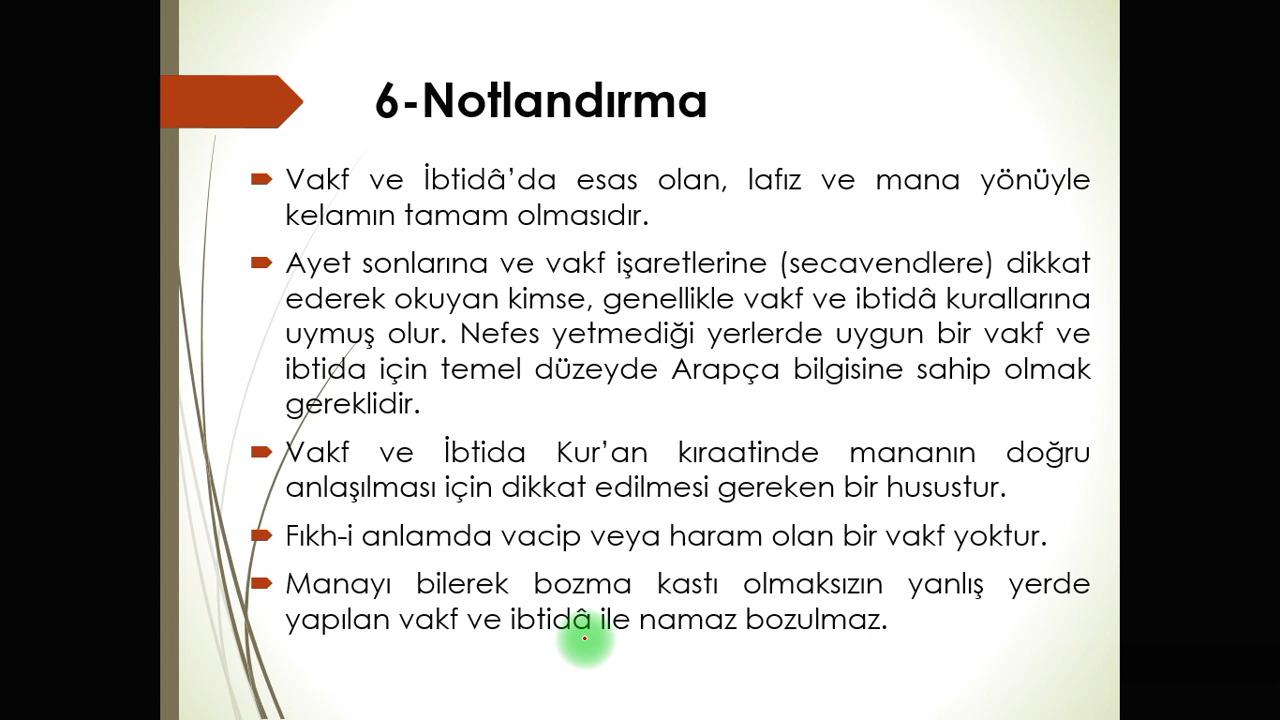 6-Notlandırma
Vakf ve İbtidâ’da esas olan, lafız ve mana yönüyle
kelamın tamam olmasıdır.
Ayet sonlarına ve vakf işaretlerine (secavendlere) dikkat
ederek okuyan kimse, genellikle vakf ve ibtidâ kurallarına
uymuş olur. Nefes yetmediği yerlerde uygun bir vakf ve
ibtida için temel düzeyde Arapça bilgisine sahip olmak
gereklidir.
Vakf ve İbtida Kur’an kıraatinde mananın doğru
anlaşılması için dikkat edilmesi gereken bir husustur.
Fıkh-i anlamda vacip veya haram olan bir vakf yoktur.
Manayı bilerek bozma kastı olmaksızın yanlış yerde
yapılan vakf ve ibtidâ ile namaz bozulmaz.